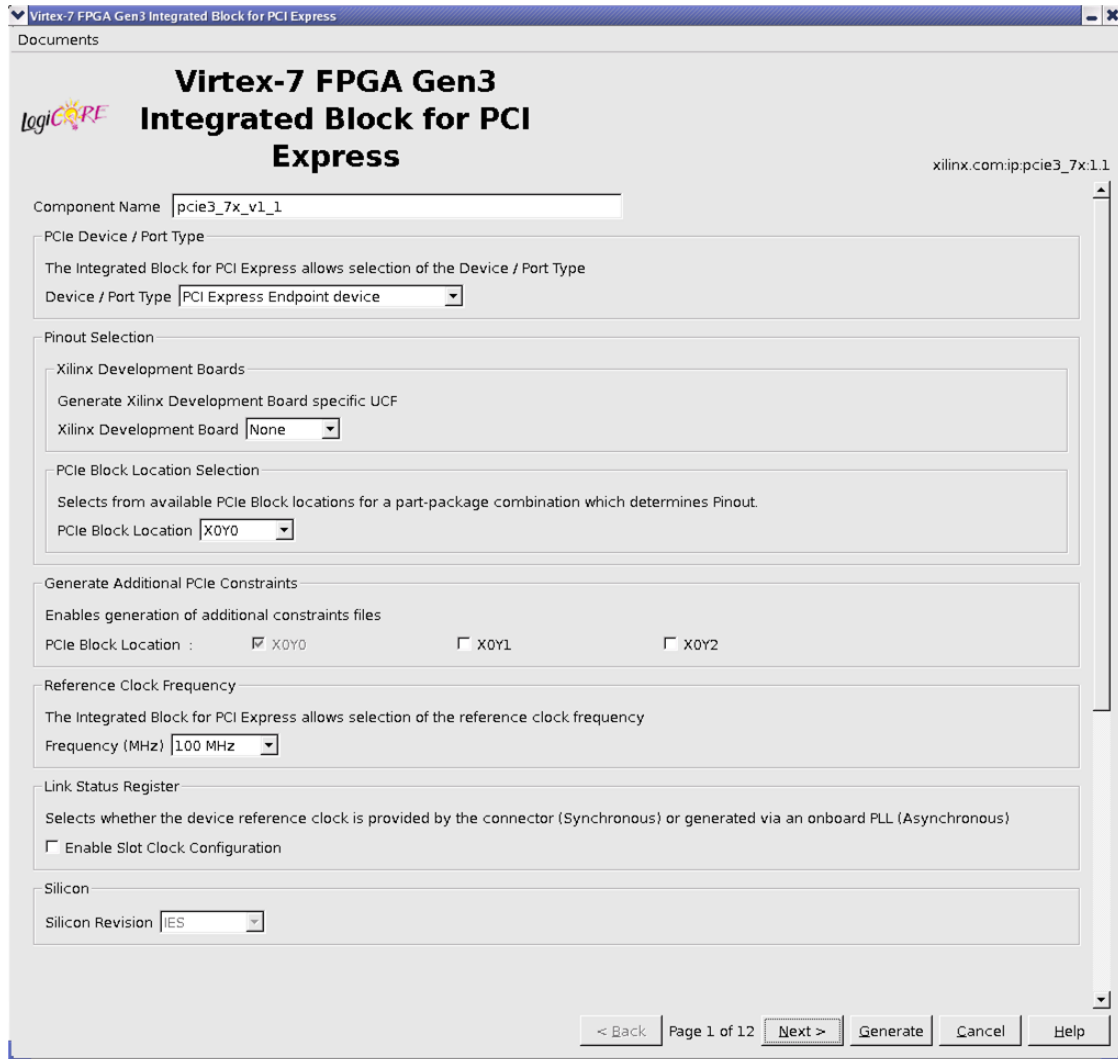 Virtex-7 FPGA Gen3 Integrated Block for PCI Express
Documents
LogiCORE
Virtex-7 FPGA Gen3
Integrated Block for PCI
Express
xilinx.com:ip:pcie3_7x:1.1
Component Name pcie3_7x_v1_1
PCIe Device / Port Type
The Integrated Block for PCI Express allows selection of the Device / Port Type
Device / Port Type PCI Express Endpoint device
Pinout Selection
Xilinx Development Boards
Generate Xilinx Development Board specific UCF
Xilinx Development Board None
PCIe Block Location Selection
Selects from available PCIe Block locations for a part-package combination which determines Pinout.
PCIe Block Location X0Y0
Generate Additional PCIe Constraints
Enables generation of additional constraints files
PCIe Block Location : X0Y0 X0Y1 X0Y2
Reference Clock Frequency
The Integrated Block for PCI Express allows selection of the reference clock frequency
Frequency (MHz) 100 MHz
Link Status Register
Selects whether the device reference clock is provided by the connector (Synchronous) or generated via an onboard PLL (Asynchronous)
Enable Slot Clock Configuration
Silicon
Silicon Revision IES
< Back Page 1 of 12 Next > Generate Cancel Help